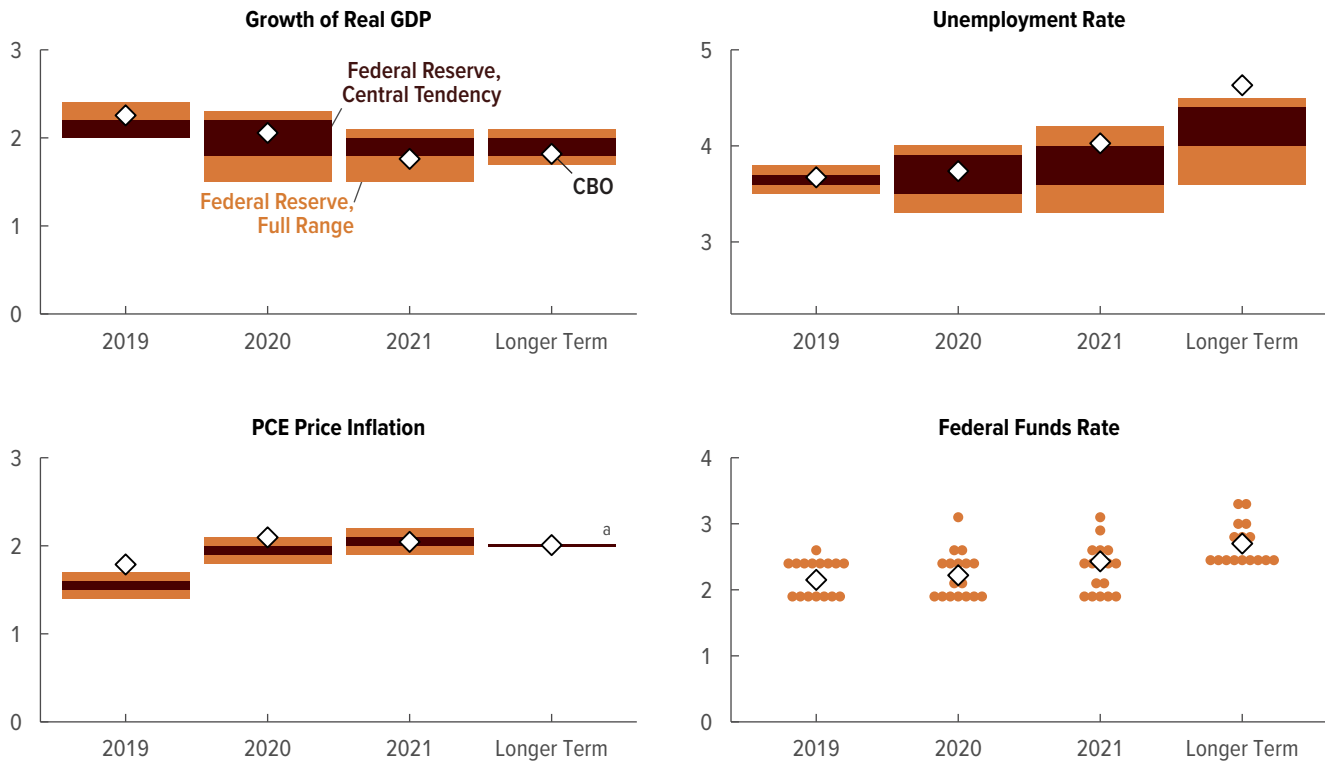 Growth of Real GDP
3
2
1
0
Federal Reserve,
Central Tendency
Federal Reserve,
Full Range
CBO
2019 2020 2021 Longer Term
Unemployment Rate
5
4
3
2019 2020 2021 Longer Term
PCE Price Inflation
3
2
1
0
a
2019 2020 2021 Longer Term
Federal Funds Rate
4
3
2
1
0
2019 2020 2021 Longer Term